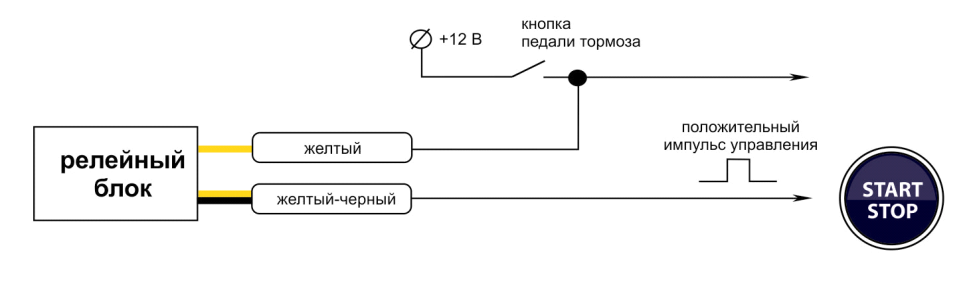 кнопка
+12 В
педали тормоза
положительный
импульс управления
релейный
блок
желтый
желтый-черный
START
STOP